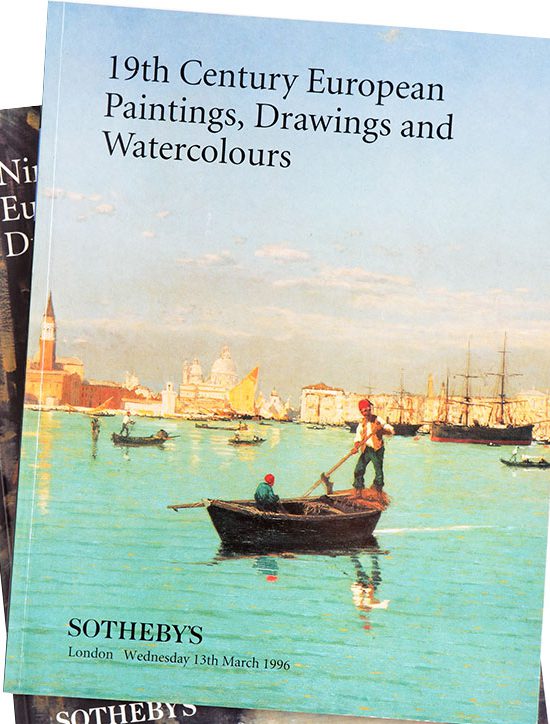 19th Century European
Paintings, Drawings and
Watercolours
SOTHEBY'S
London Wednesday 13th March 1996
SOTHEBY'S